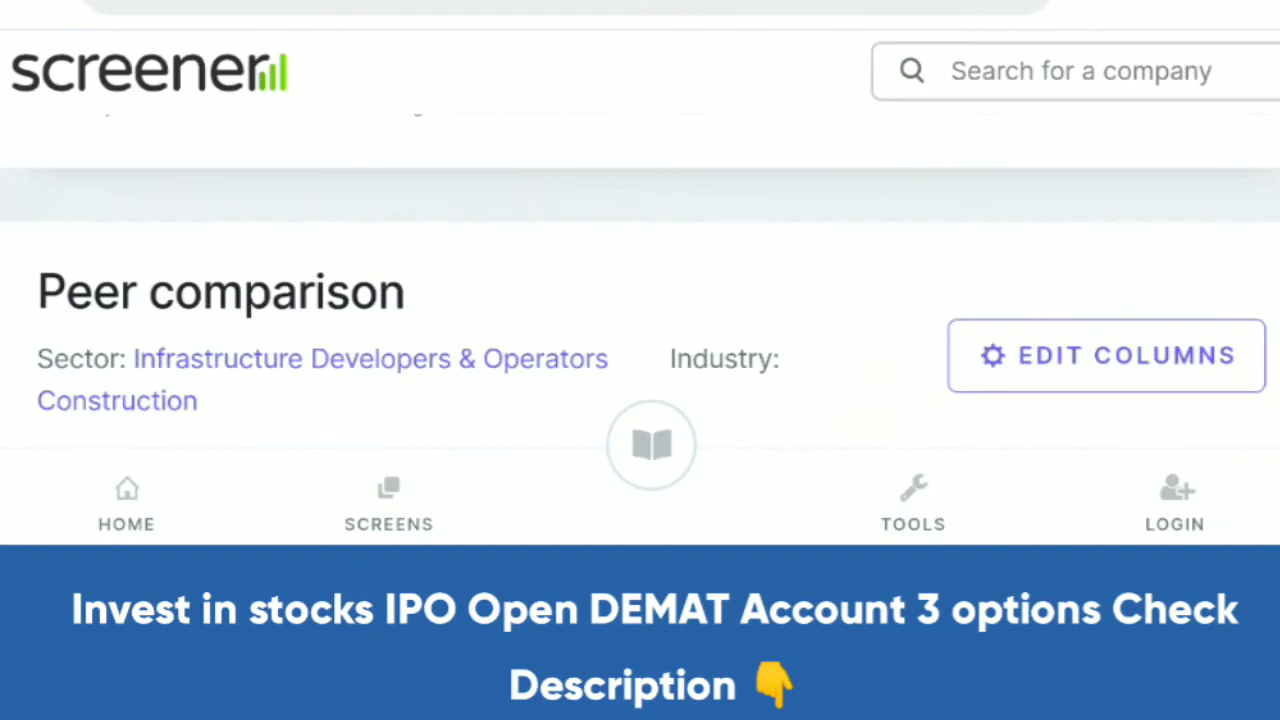 screener
Search for a company
Peer comparison
Sector: Infrastructure Developers & Operators Industry:
Construction
EDIT COLUMNS
HOME SCREENS TOOLS LOGIN
Invest in stocks IPO Open DEMAT Account 3 options Check
Description 👇